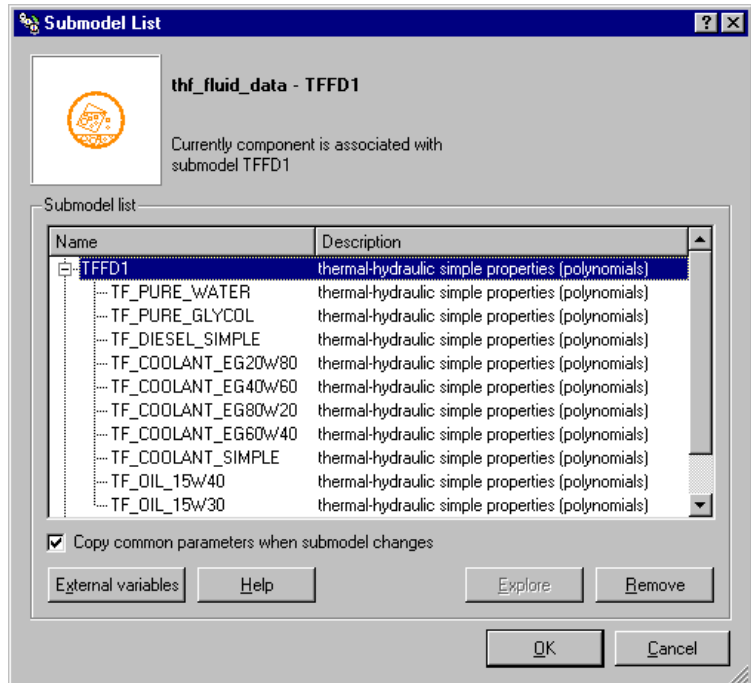 Submodel List
thf_fluid_data - TFFD1
Currently component is associated with
submodel TFFD1
Submodel list
Name Description
TFFD1 thermal-hydraulic simple properties (polynomials)
TF_PURE_WATER thermal-hydraulic simple properties (polynomials)
TF_PURE_GLYCOL thermal-hydraulic simple properties (polynomials)
TF_DIESEL_SIMPLE thermal-hydraulic simple properties (polynomials)
TF_COOLANT_EG20W80 thermal-hydraulic simple properties (polynomials)
TF_COOLANT_EG40W60 thermal-hydraulic simple properties (polynomials)
TF_COOLANT_EG80W20 thermal-hydraulic simple properties (polynomials)
TF_COOLANT_EG60W40 thermal-hydraulic simple properties (polynomials)
TF_COOLANT_SIMPLE thermal-hydraulic simple properties (polynomials)
TF_OIL_15W40 thermal-hydraulic simple properties (polynomials)
TF_OIL_15W30 thermal-hydraulic simple properties (polynomials)
Copy common parameters when submodel changes
External variables Help Explore Remove
OK Cancel